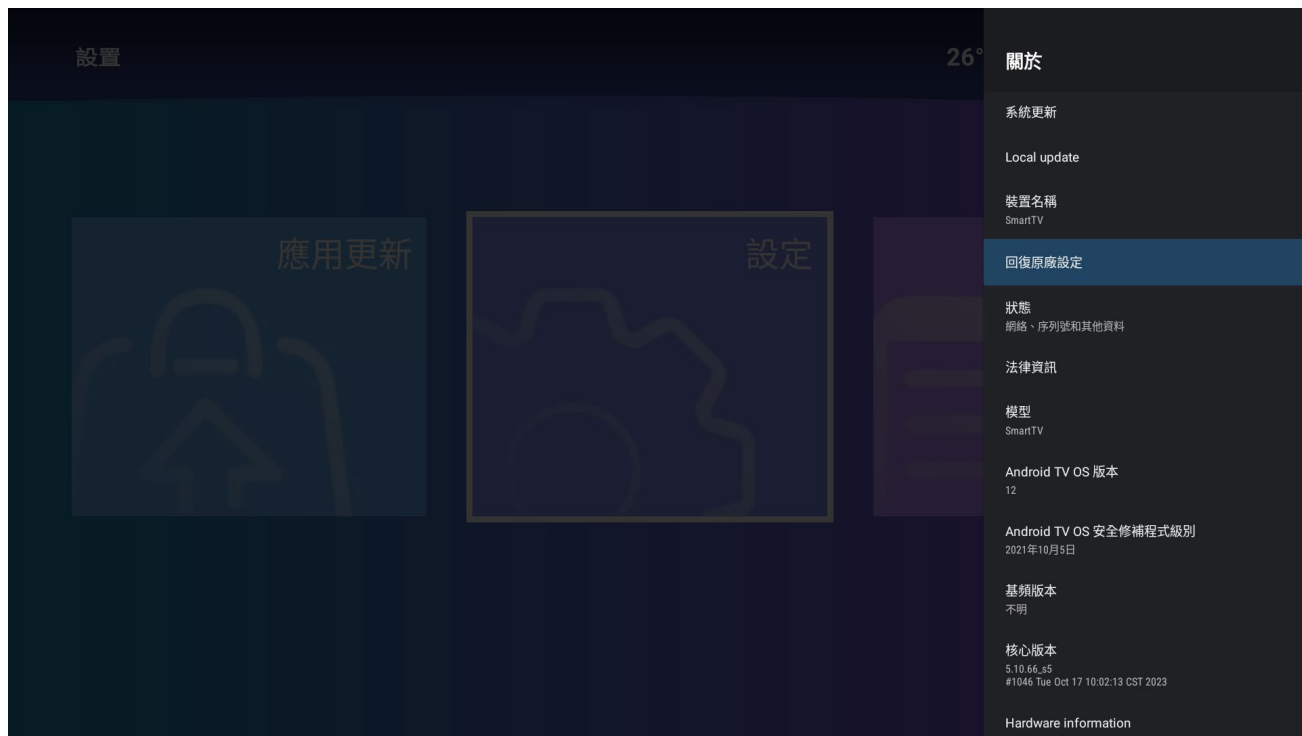 設置
26°
關於
系統更新
Local update
裝置名稱
SmartTV
應用更新
設定
回復原廠設定
狀態
網絡、序列號和其他資料
法律資訊
模型
SmartTV
Android TV OS 版本
12
Android TV OS 安全修補程式級別
2021年10月5日
基頻版本
不明
核心版本
5.10.66_s5
#1046 Tue Oct 17 10:02:13 CST 2023
Hardware information